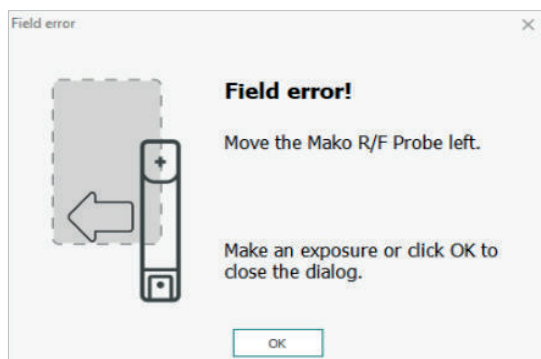 Field error
Field error!
Move the Mako R/F Probe left.
Make an exposure or click OK to
close the dialog.
OK